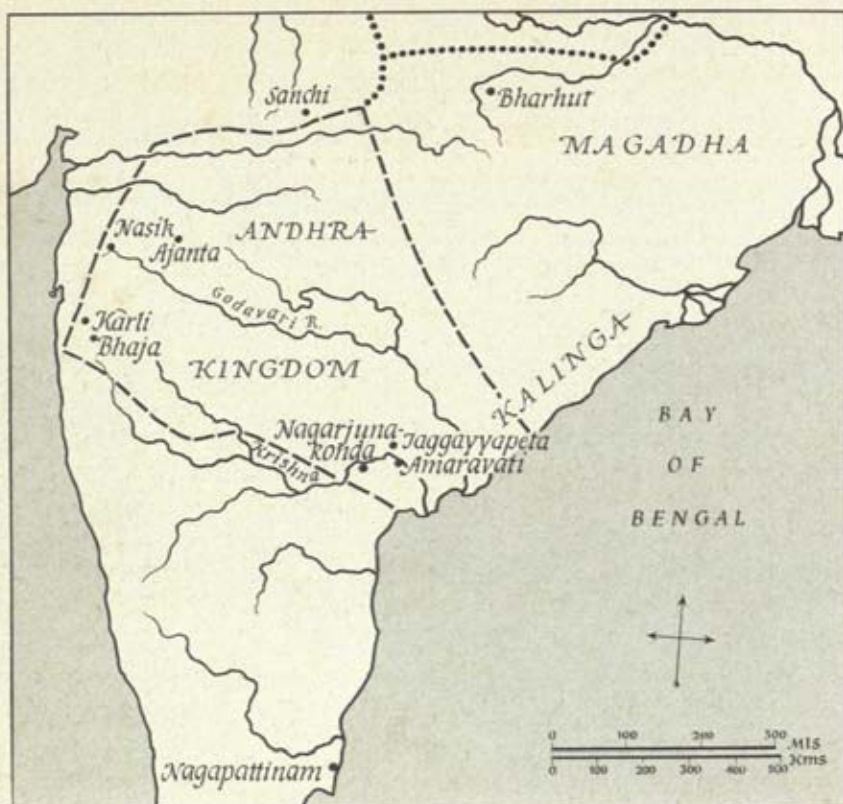 Sanchi
Bharhut
MAGADHA
Nasik
Ajanta
ANDHRA
Godavari R.
Karli
Bhaja
KINGDOM
KALINGA
Nagarjuna-
konda
Jaggayyapeta
Amaravati
Krishna
BAY
OF
BENGAL
0 100 200 300 Mls
0 100 200 300 400 500 Kms
Nagapattinam